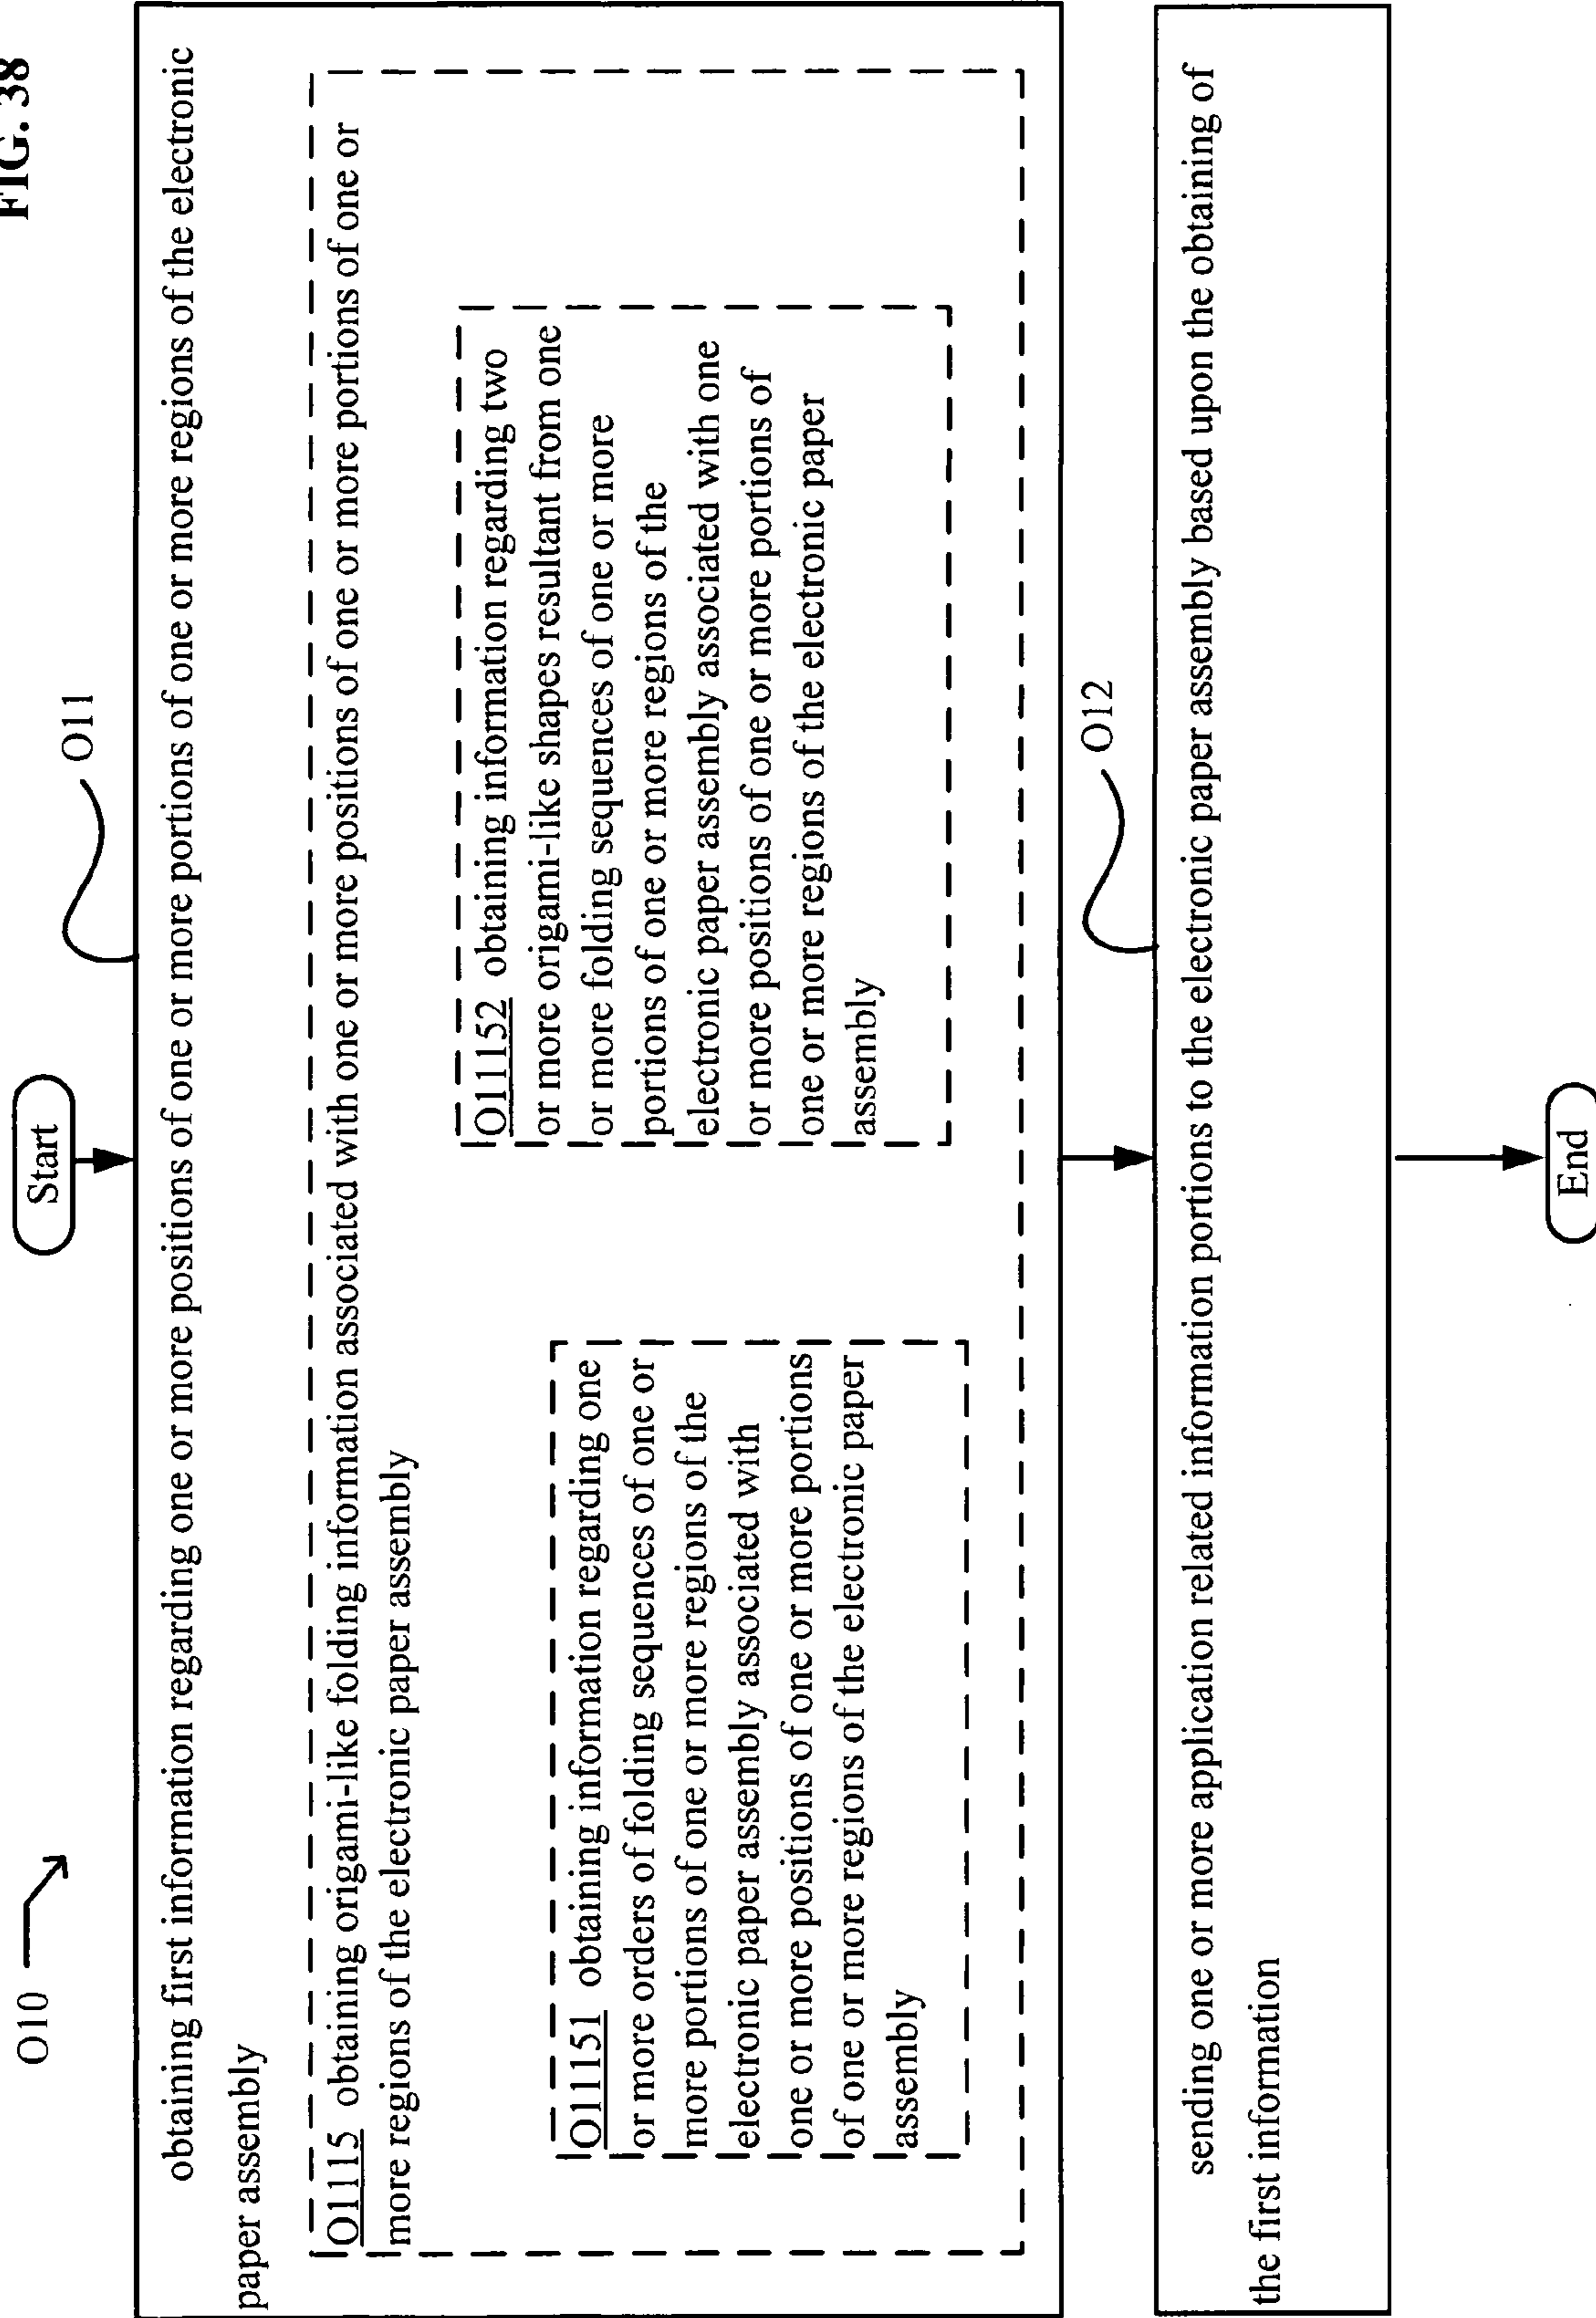 FIG. 38
O10
Start
O11
obtaining first information regarding one or more positions of one or more portions of one or more regions of the electronic
paper assembly
O1115 obtaining origami-like folding information associated with one or more positions of one or more portions of one or
more regions of the electronic paper assembly
O11151 obtaining information regarding one
or more orders of folding sequences of one or
more portions of one or more regions of the
electronic paper assembly associated with
one or more positions of one or more portions
of one or more regions of the electronic paper
assembly
O11152 obtaining information regarding two
or more origami-like shapes resultant from one
or more folding sequences of one or more
portions of one or more regions of the
electronic paper assembly associated with one
or more positions of one or more portions of
one or more regions of the electronic paper
assembly
O12
sending one or more application related information portions to the electronic paper assembly based upon the obtaining of
the first information
End